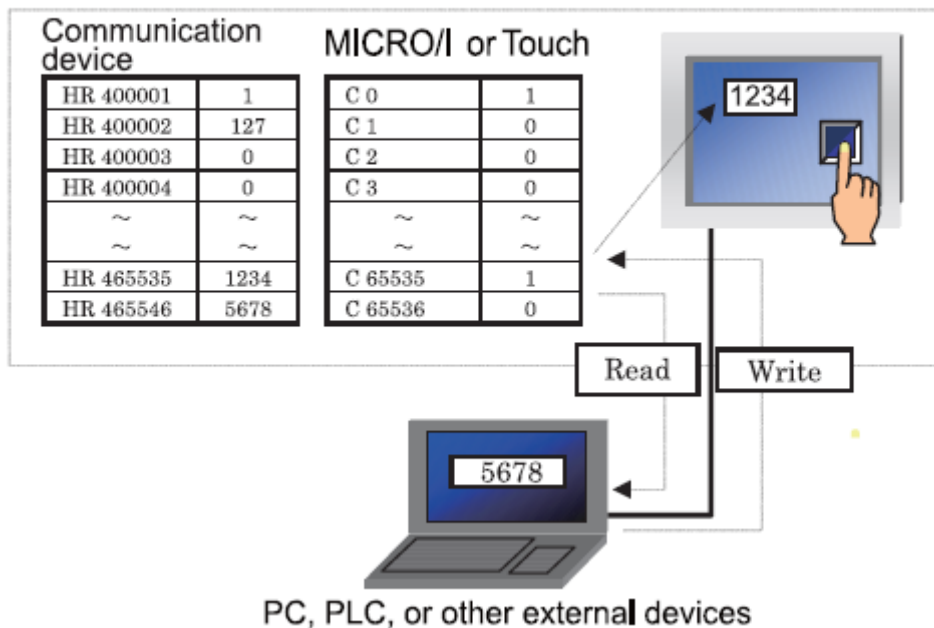 Communication device
MICRO/I or Touch
HR 400001 1
HR 400002 127
HR 400003 0
HR 400004 0
～ ～
～ ～
HR 465535 1234
HR 465546 5678
C 0 1
C 1 0
C 2 0
C 3 0
～ ～
～ ～
C 65535 1
C 65536 0
1234
Read
Write
5678
PC, PLC, or other external devices